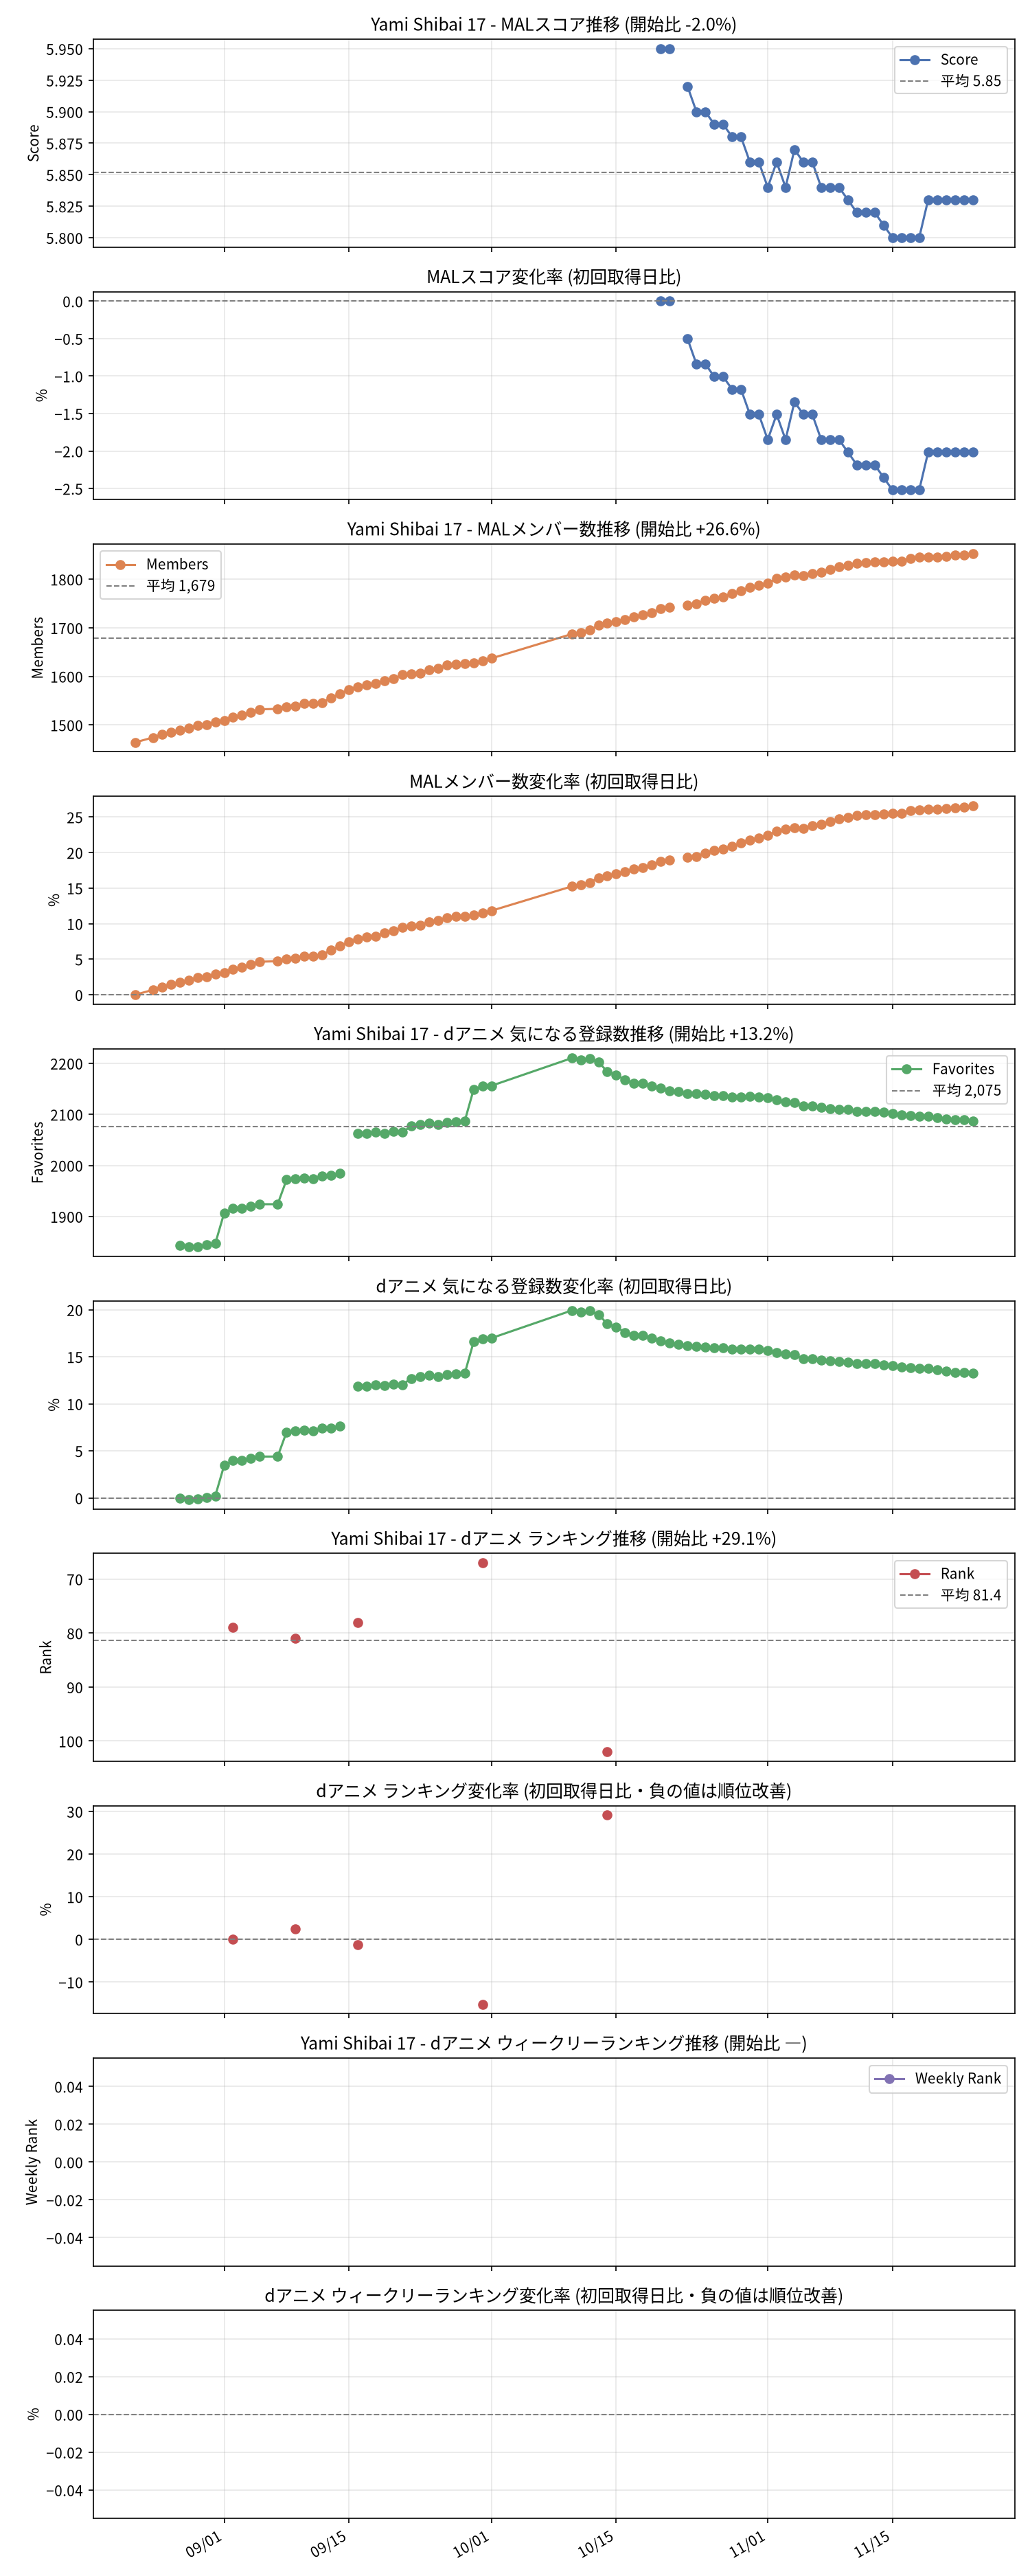 Yami Shibai 17 - MALスコア推移 (開始比 -2.0%)
5.950
5.925
5.900
5.875
5.850
5.825
5.800
Score
Score
平均 5.85
MALスコア変化率 (初回取得日比)
0.0
−0.5
−1.0
−1.5
−2.0
−2.5
%
Yami Shibai 17 - MALメンバー数推移 (開始比 +26.6%)
1800
1700
1600
1500
Members
Members
平均 1,679
MALメンバー数変化率 (初回取得日比)
25
20
15
10
5
0
%
Yami Shibai 17 - dアニメ 気になる登録数推移 (開始比 +13.2%)
2200
2100
2000
1900
Favorites
Favorites
平均 2,075
dアニメ 気になる登録数変化率 (初回取得日比)
20
15
10
5
0
%
Yami Shibai 17 - dアニメ ランキング推移 (開始比 +29.1%)
70
80
90
100
Rank
Rank
平均 81.4
dアニメ ランキング変化率 (初回取得日比・負の値は順位改善)
30
20
10
0
−10
%
Yami Shibai 17 - dアニメ ウィークリーランキング推移 (開始比 —)
0.04
0.02
0.00
−0.02
−0.04
Weekly Rank
Weekly Rank
dアニメ ウィークリーランキング変化率 (初回取得日比・負の値は順位改善)
0.04
0.02
0.00
−0.02
−0.04
%
09/01
09/15
10/01
10/15
11/01
11/15